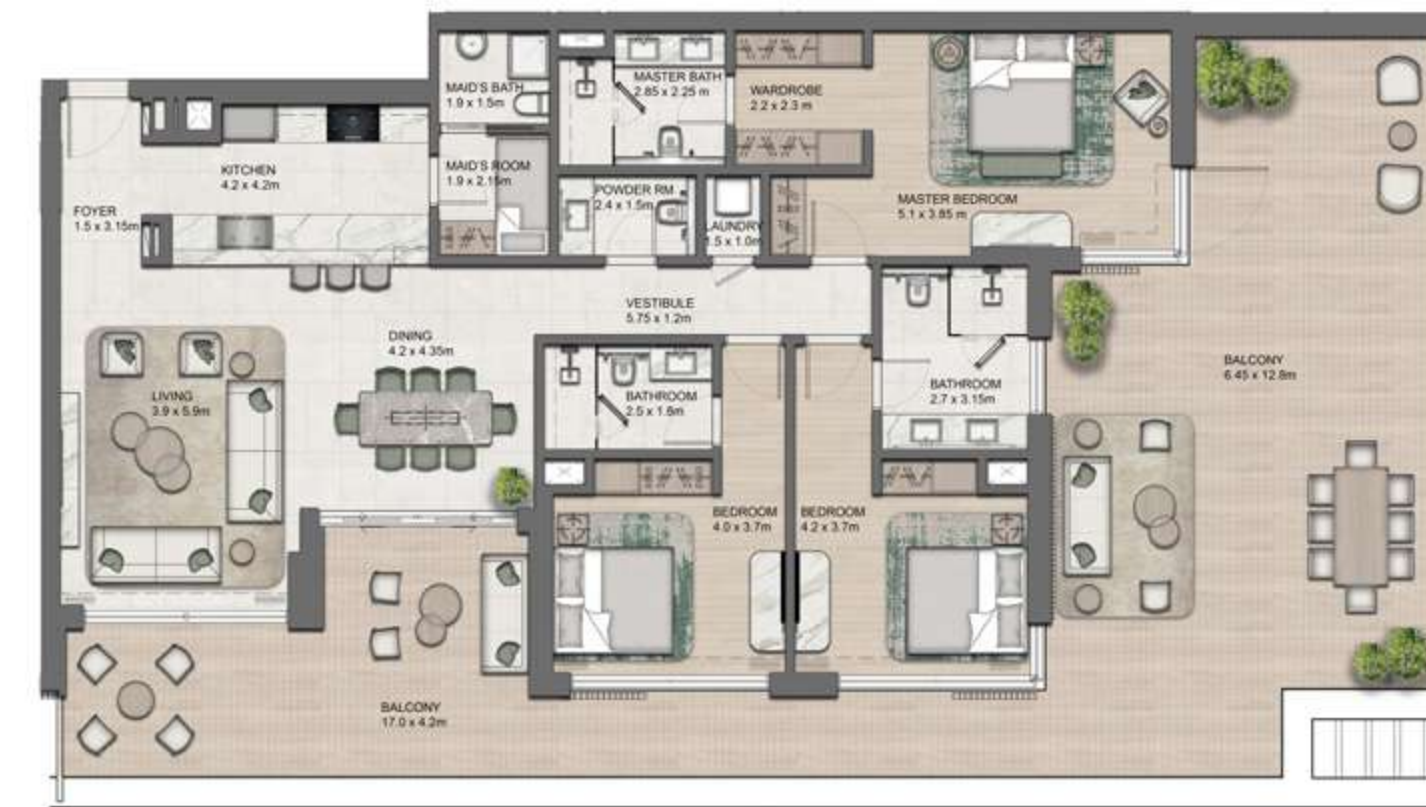 MAID'S BATH
1.9 x 1.5m
MASTER BATH
2.85 x 2.25 m
WARDROBE
2.2 x 2.3 m
KITCHEN
4.2 x 4.2m
MAID'S ROOM
1.9 x 2.15m
POWDER RM
2.4 x 1.5m
MASTER BEDROOM
5.1 x 3.85 m
FOYER
1.5 x 3.15m
LAUNDRY
1.5 x 1.0m
VESTIBULE
5.75 x 1.2m
DINING
4.2 x 4.35m
BALCONY
6.45 x 12.8m
LIVING
3.9 x 5.9m
BATHROOM
2.5 x 1.6m
BATHROOM
2.7 x 3.15m
BEDROOM
4.0 x 3.7m
BEDROOM
4.2 x 3.7m
BALCONY
17.0 x 4.2m